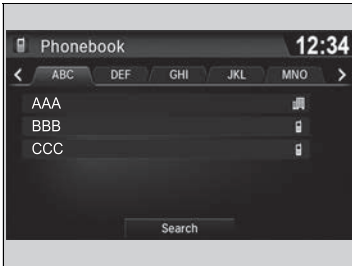 Phonebook 12:34
ABC DEF GHI JKL MNO
AAA
BBB
CCC
Search